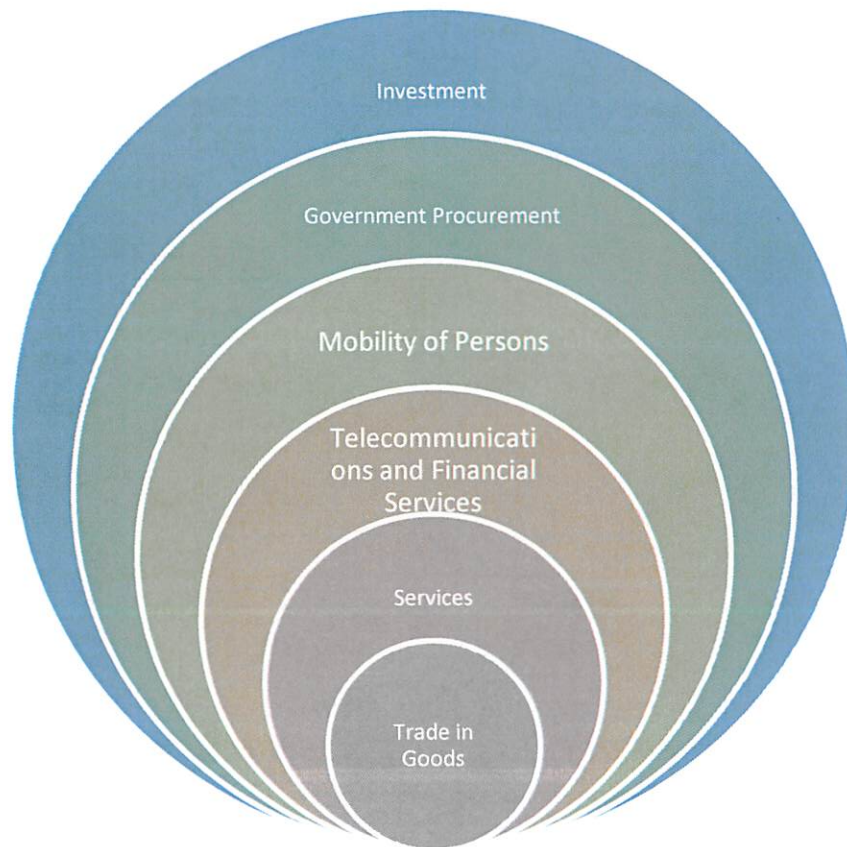 Investment
Government Procurement
Mobility of Persons
Telecommunicati
ons and Financial
Services
Services
Trade in
Goods